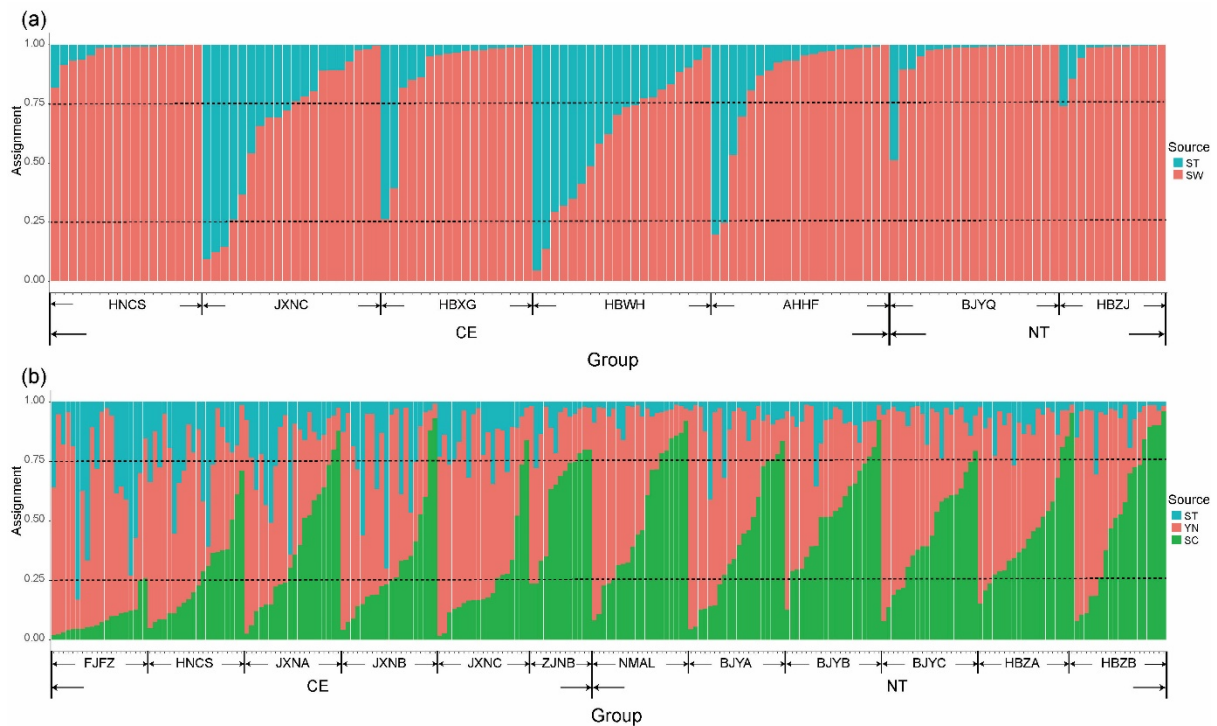 (a)
1.00
0.75
0.50
0.25
0.00
Assignment
Source
ST
SW
HNCS JXNC HBXG HBWH AHHF BJYQ HBZJ
CE NT
Group
(b)
1.00
0.75
0.50
0.25
0.00
Assignment
Source
ST
YN
SC
FJFZ HNCS JXNA JXNB JXNC ZJNB NMAL BJYA BJYB BJYC HBZA HBZB
CE NT
Group